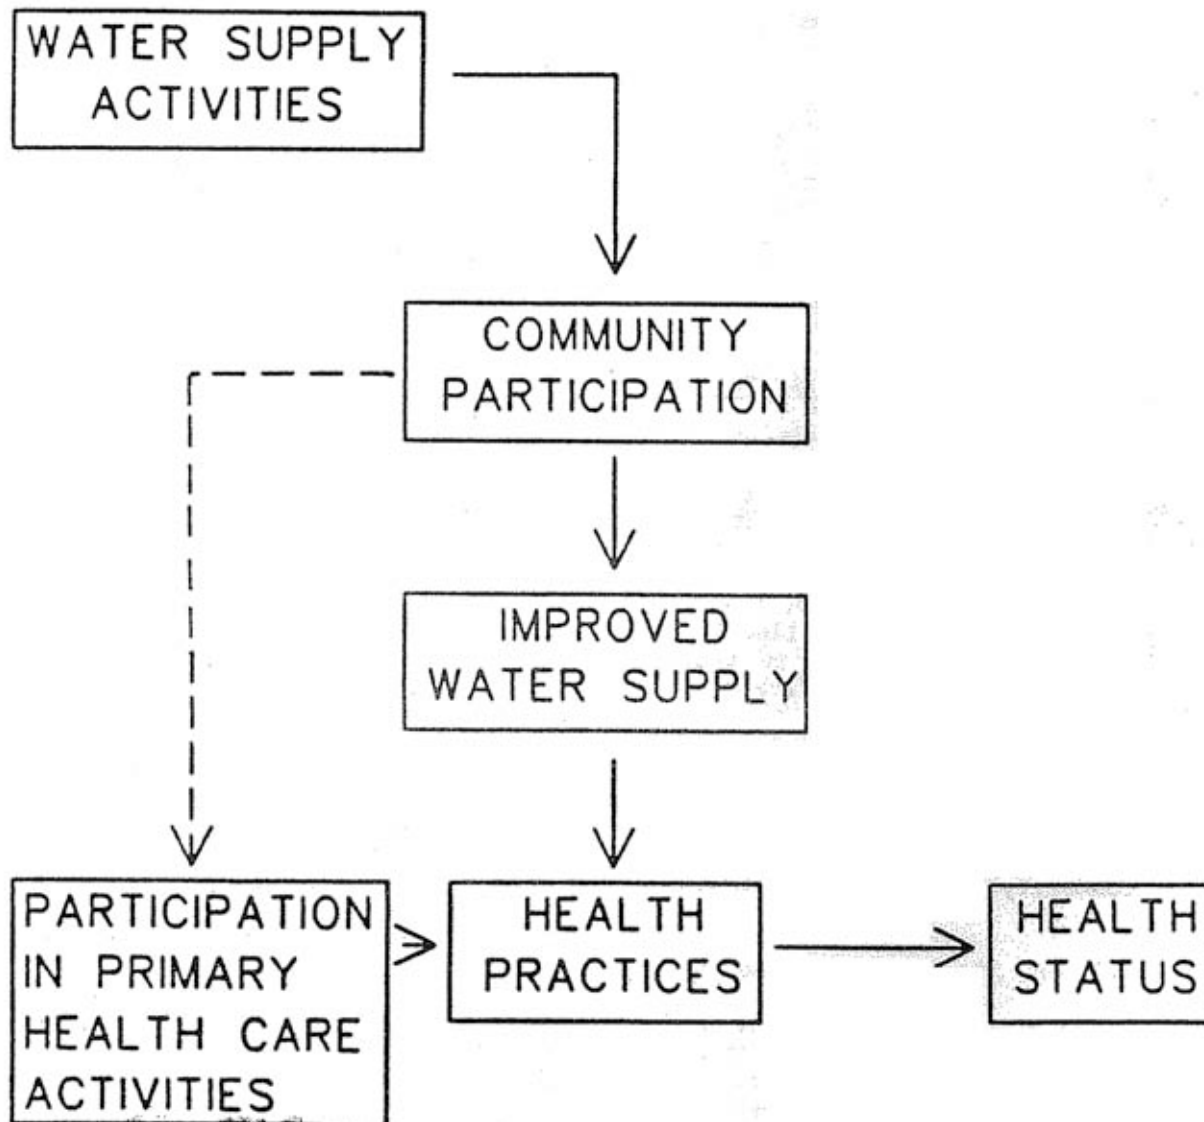 WATER SUPPLY
ACTIVITIES
COMMUNITY
PARTICIPATION
IMPROVED
WATER SUPPLY
PARTICIPATION
IN PRIMARY
HEALTH CARE
ACTIVITIES
HEALTH
PRACTICES
HEALTH
STATUS